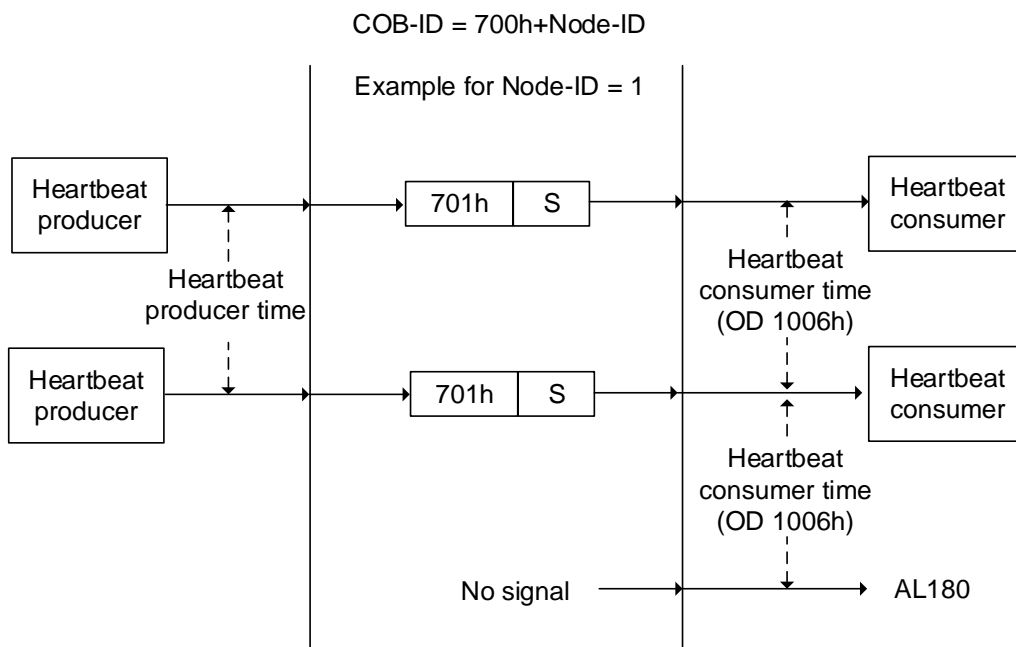 COB-ID = 700h+Node-ID
Example for Node-ID = 1
Heartbeat
producer
701h
S
Heartbeat
consumer
Heartbeat
producer time
Heartbeat
consumer time
(OD 1006h)
Heartbeat
producer
701h
S
Heartbeat
consumer
Heartbeat
consumer time
(OD 1006h)
No signal
AL180